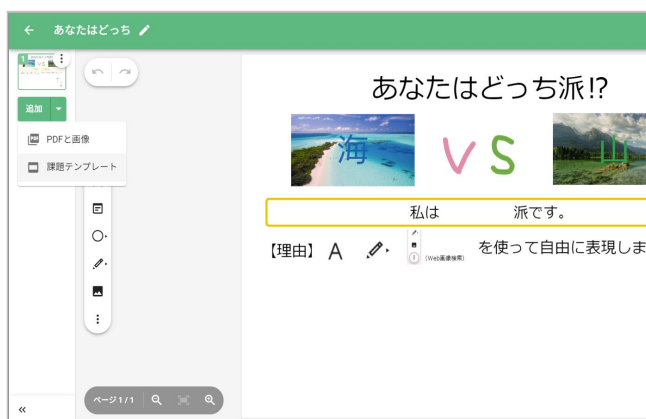 あなたはどっち
1
追加
PDFと画像
課題テンプレート
ページ 1 / 1
あなたはどっち派!?
海 VS 山
私は 派です。
【理由】 A (Web画像検索) を使って自由に表現しま